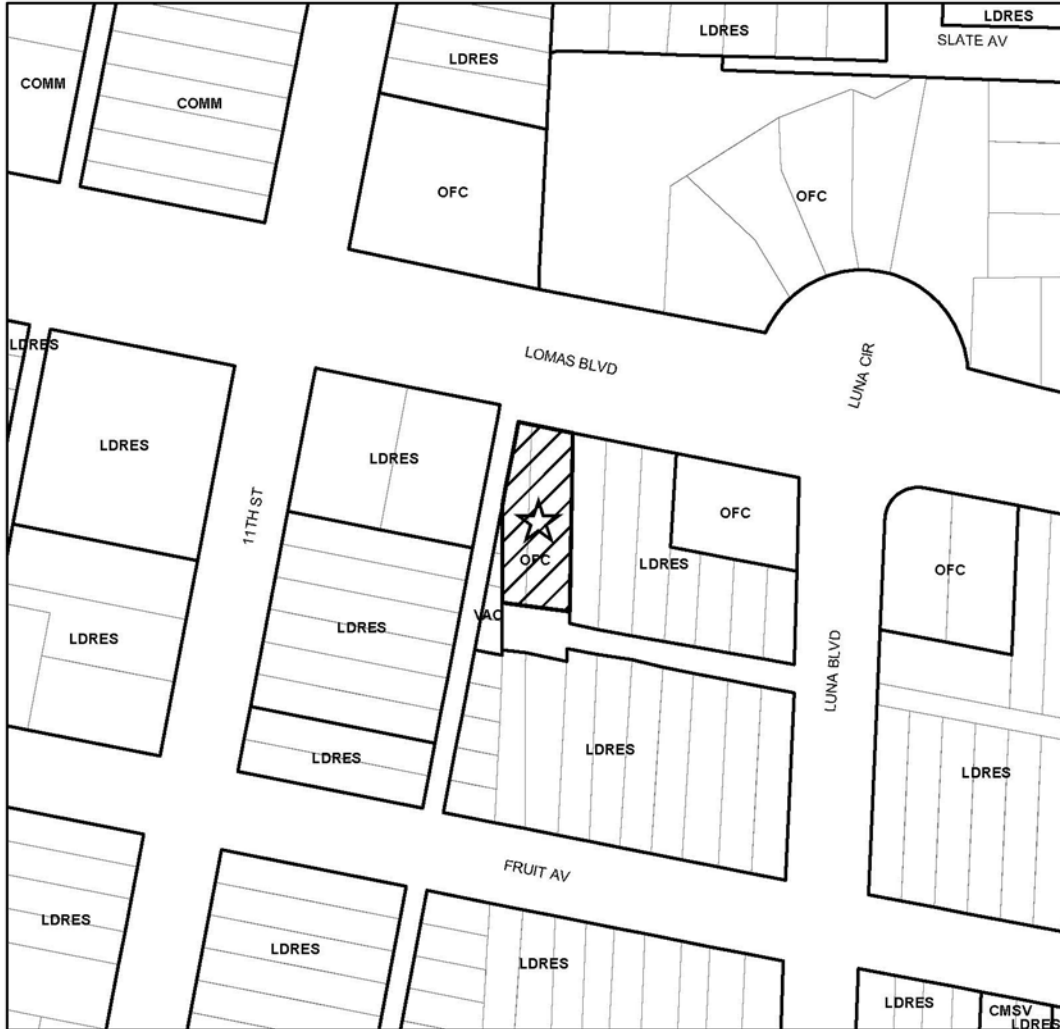 LDRES
LDRES
SLATE AV
LDRES
COMM
COMM
OFC
OFC
LOMAS BLVD
LUNA CIR
LDRES
LDRES
LDRES
11TH ST
OFC
OFC
LDRES
OFC
VAC
LDRES
LDRES
LUNA BLVD
LDRES
LDRES
LDRES
FRUIT AV
LDRES
LDRES
LDRES
LDRES
CMSV
LDRES